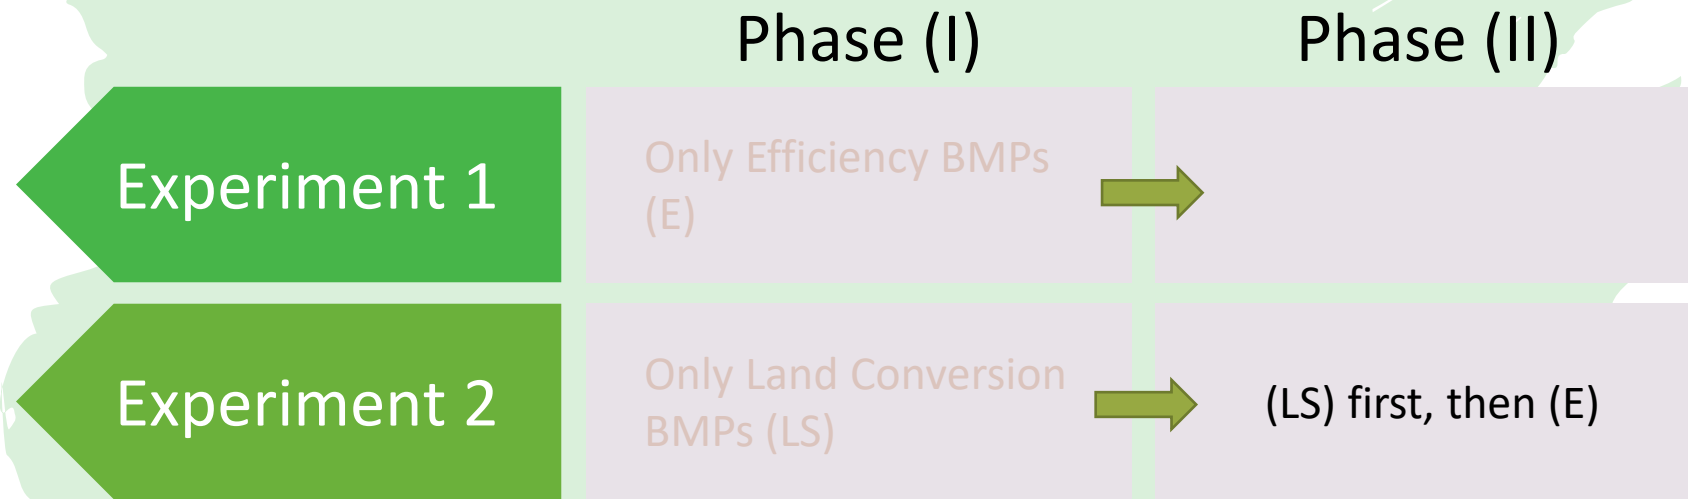 Phase (I)
Phase (II)
Experiment 1
Only Efficiency BMPs
(E)
Experiment 2
Only Land Conversion
BMPs (LS)
(LS) first, then (E)